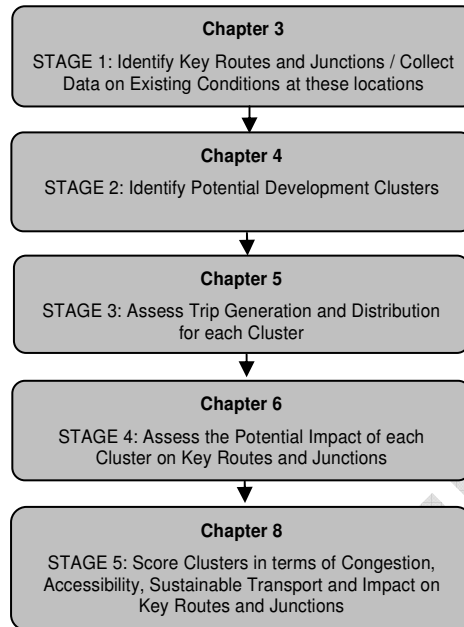 Chapter 3
STAGE 1: Identify Key Routes and Junctions / Collect
Data on Existing Conditions at these locations
Chapter 4
STAGE 2: Identify Potential Development Clusters
Chapter 5
STAGE 3: Assess Trip Generation and Distribution
for each Cluster
Chapter 6
STAGE 4: Assess the Potential Impact of each
Cluster on Key Routes and Junctions
Chapter 8
STAGE 5: Score Clusters in terms of Congestion,
Accessibility, Sustainable Transport and Impact on
Key Routes and Junctions